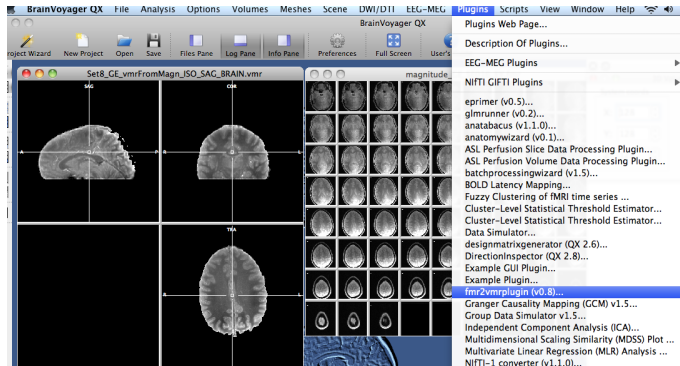 BrainVoyager QX File Analysis Options Volumes Meshes Scene DWI/DTI EEG-MEG Plugins Scripts View Window Help
BrainVoyager QX
Project Wizard New Project Open Save Files Pane Log Pane Info Pane Preferences Full Screen User's
Set8_GE_vmrFromMagn_ISO_SAG_BRAIN.vmr
magnitude_
SAG
COR
A
P
R
L
TRA
R
L
Plugins Web Page...
Description Of Plugins...
EEG-MEG Plugins
NIfTI GIFTI Plugins
eprimer (v0.5)...
glmrunner (v0.2)...
anatabacus (v1.1.0)...
anatomywizard (v0.1)...
ASL Perfusion Slice Data Processing Plugin...
ASL Perfusion Volume Data Processing Plugin...
batchprocessingwizard (v1.5)...
BOLD Latency Mapping...
Fuzzy Clustering of fMRI time series ...
Cluster-Level Statistical Threshold Estimator...
Cluster-Level Statistical Threshold Estimator...
Data Simulator...
designmatrixgenerator (QX 2.6)...
DirectionInspector (QX 2.8)...
Example GUI Plugin...
Example Plugin...
fmr2vmrplugin (v0.8)...
Granger Causality Mapping (GCM) v1.5...
Group Data Simulator v1.5...
Independent Component Analysis (ICA)...
Multidimensional Scaling Similarity (MDSS) Plot ...
Multivariate Linear Regression (MLR) Analysis ...
NIfTI-1 converter (v1.1.0)...